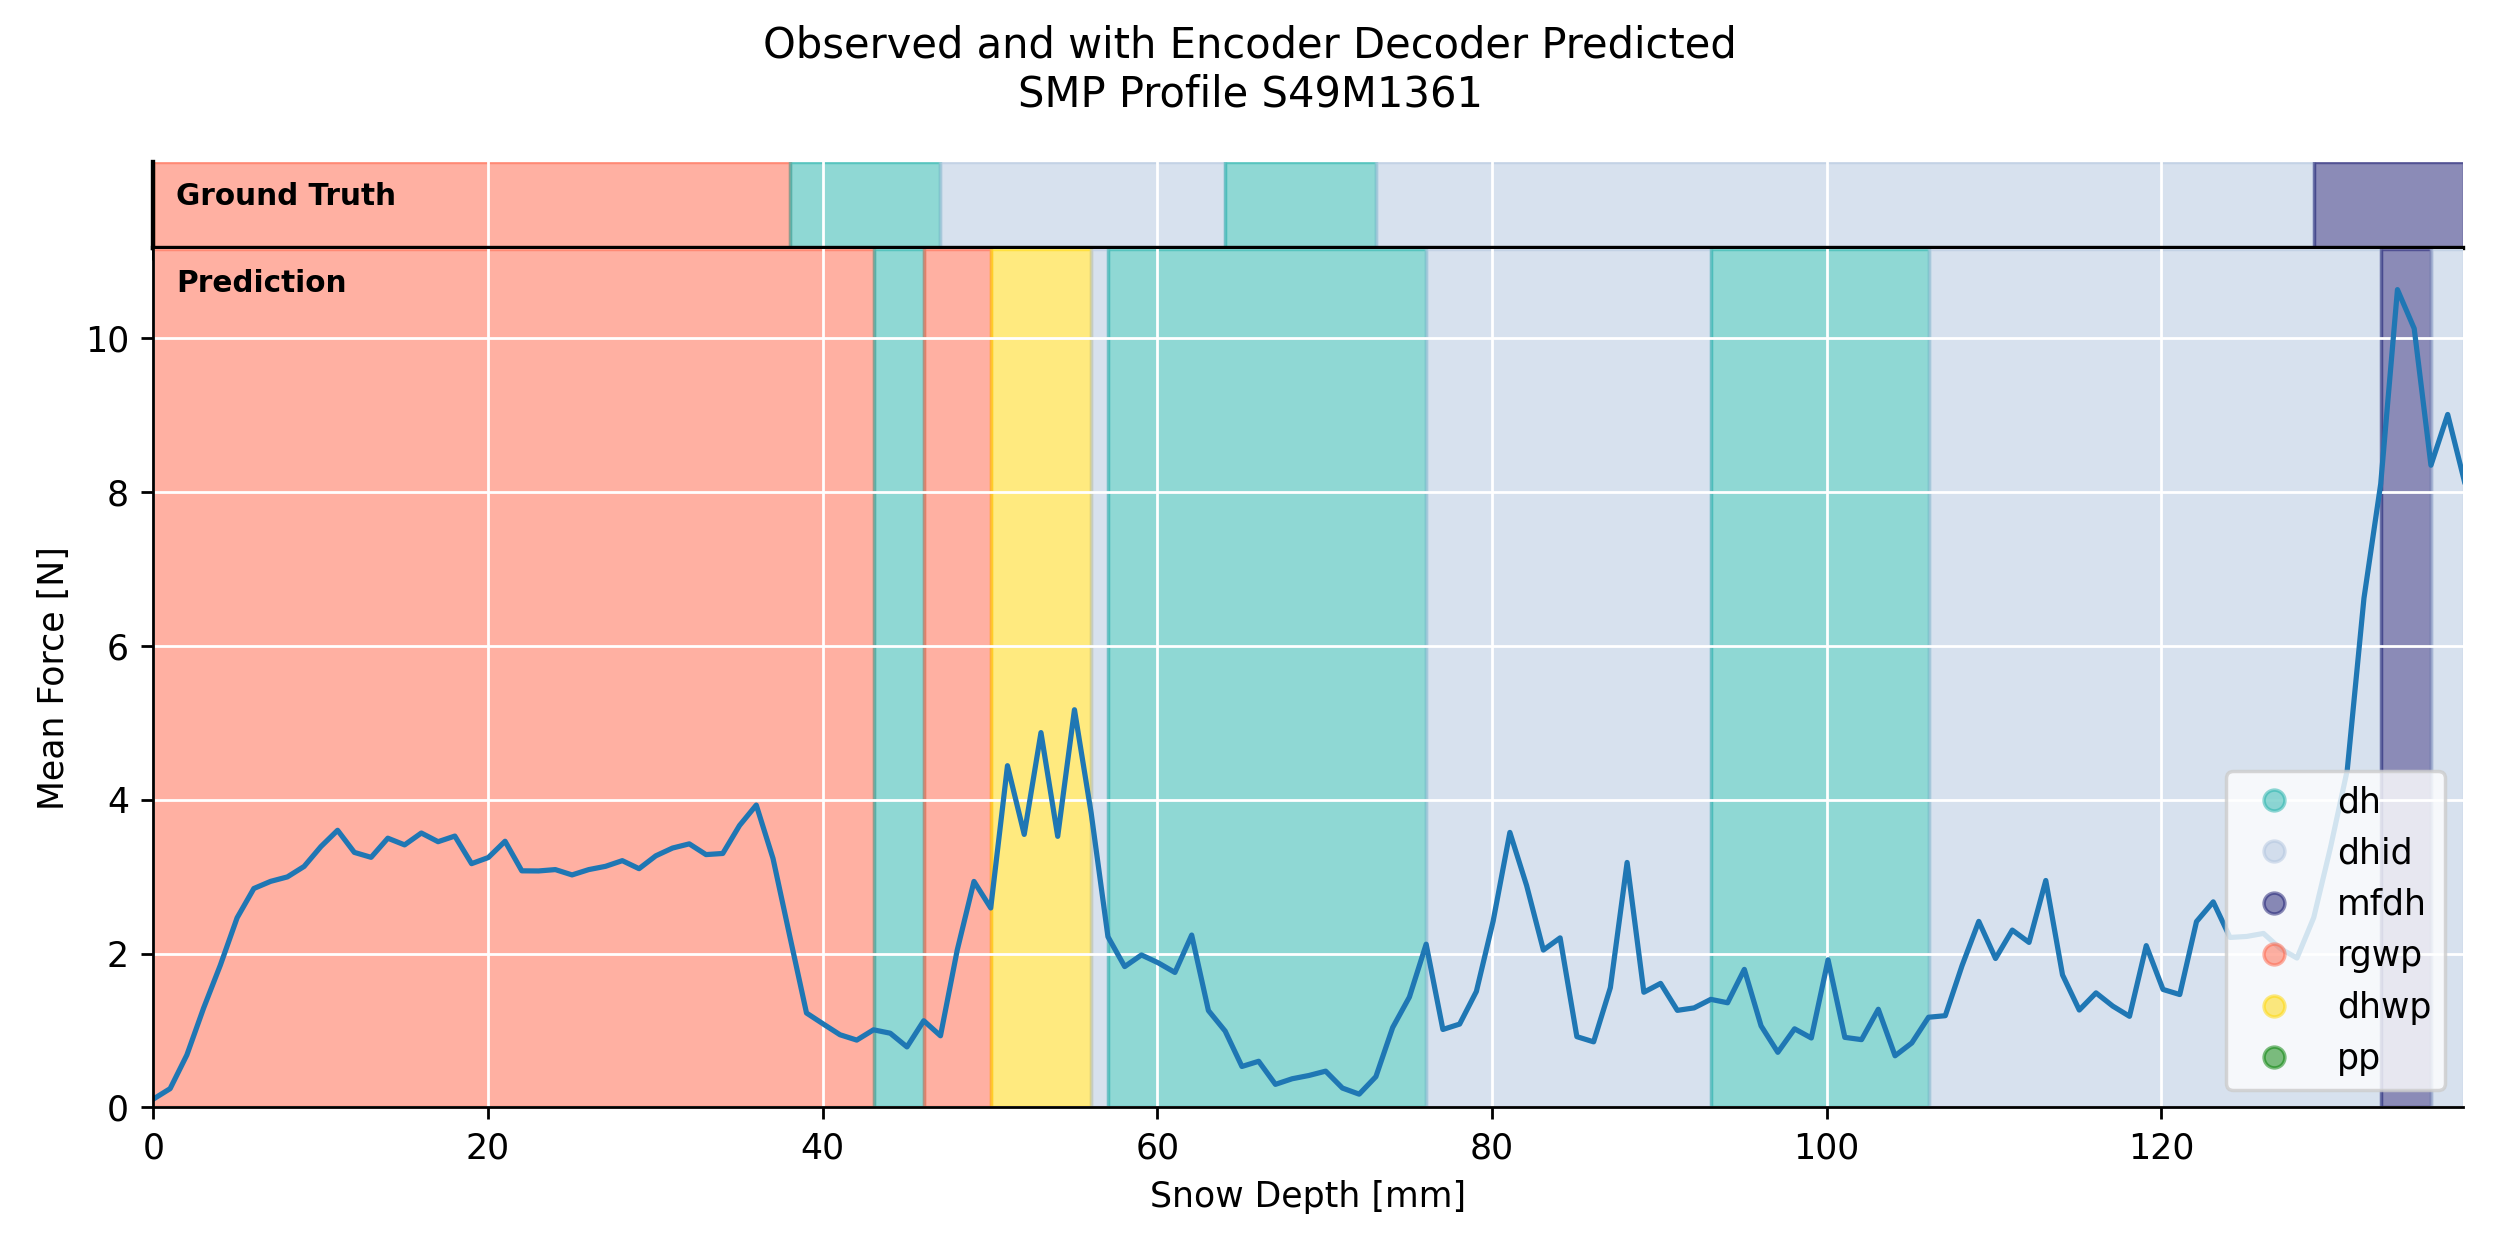 Observed and with Encoder Decoder Predicted
SMP Profile S49M1361
Ground Truth
Prediction
10
8
6
4
2
0
Mean Force [N]
dh
dhid
mfdh
rgwp
dhwp
pp
0 20 40 60 80 100 120
Snow Depth [mm]